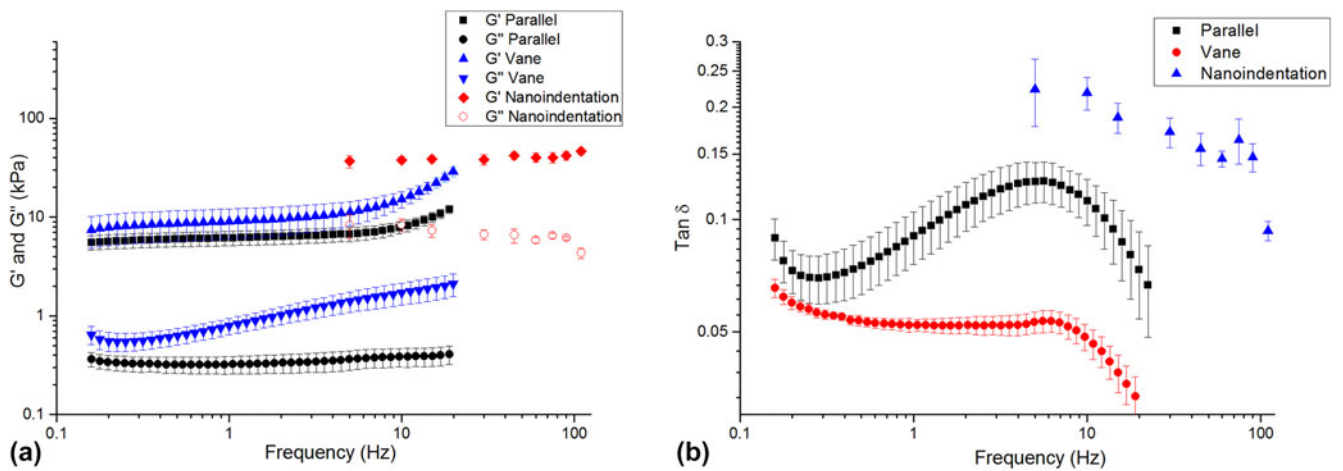 G' Parallel
G" Parallel
G' Vane
G" Vane
G' Nanoindentation
G" Nanoindentation
G' and G" (kPa)
100
10
1
0.1
0.1
1
10
100
Frequency (Hz)
(a)
Parallel
Vane
Nanoindentation
Tan δ
0.3
0.25
0.2
0.15
0.1
0.05
0.1
1
10
100
Frequency (Hz)
(b)